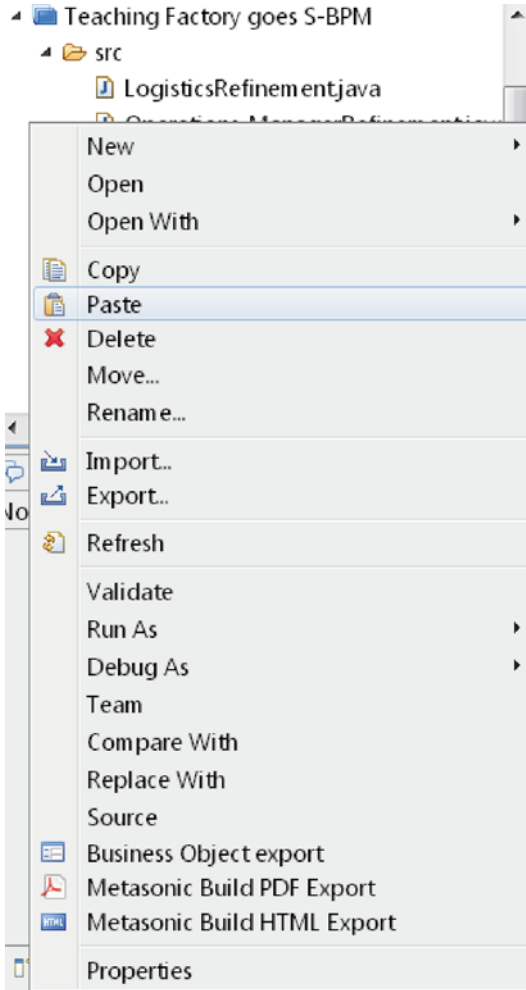 Teaching Factory goes S-BPM
src
LogisticsRefinement.java
New
Open
Open With
Copy
Paste
Delete
Move...
Rename...
Import...
Export...
No
Refresh
Validate
Run As
Debug As
Team
Compare With
Replace With
Source
Business Object export
Metasonic Build PDF Export
HTML
Metasonic Build HTML Export
Properties